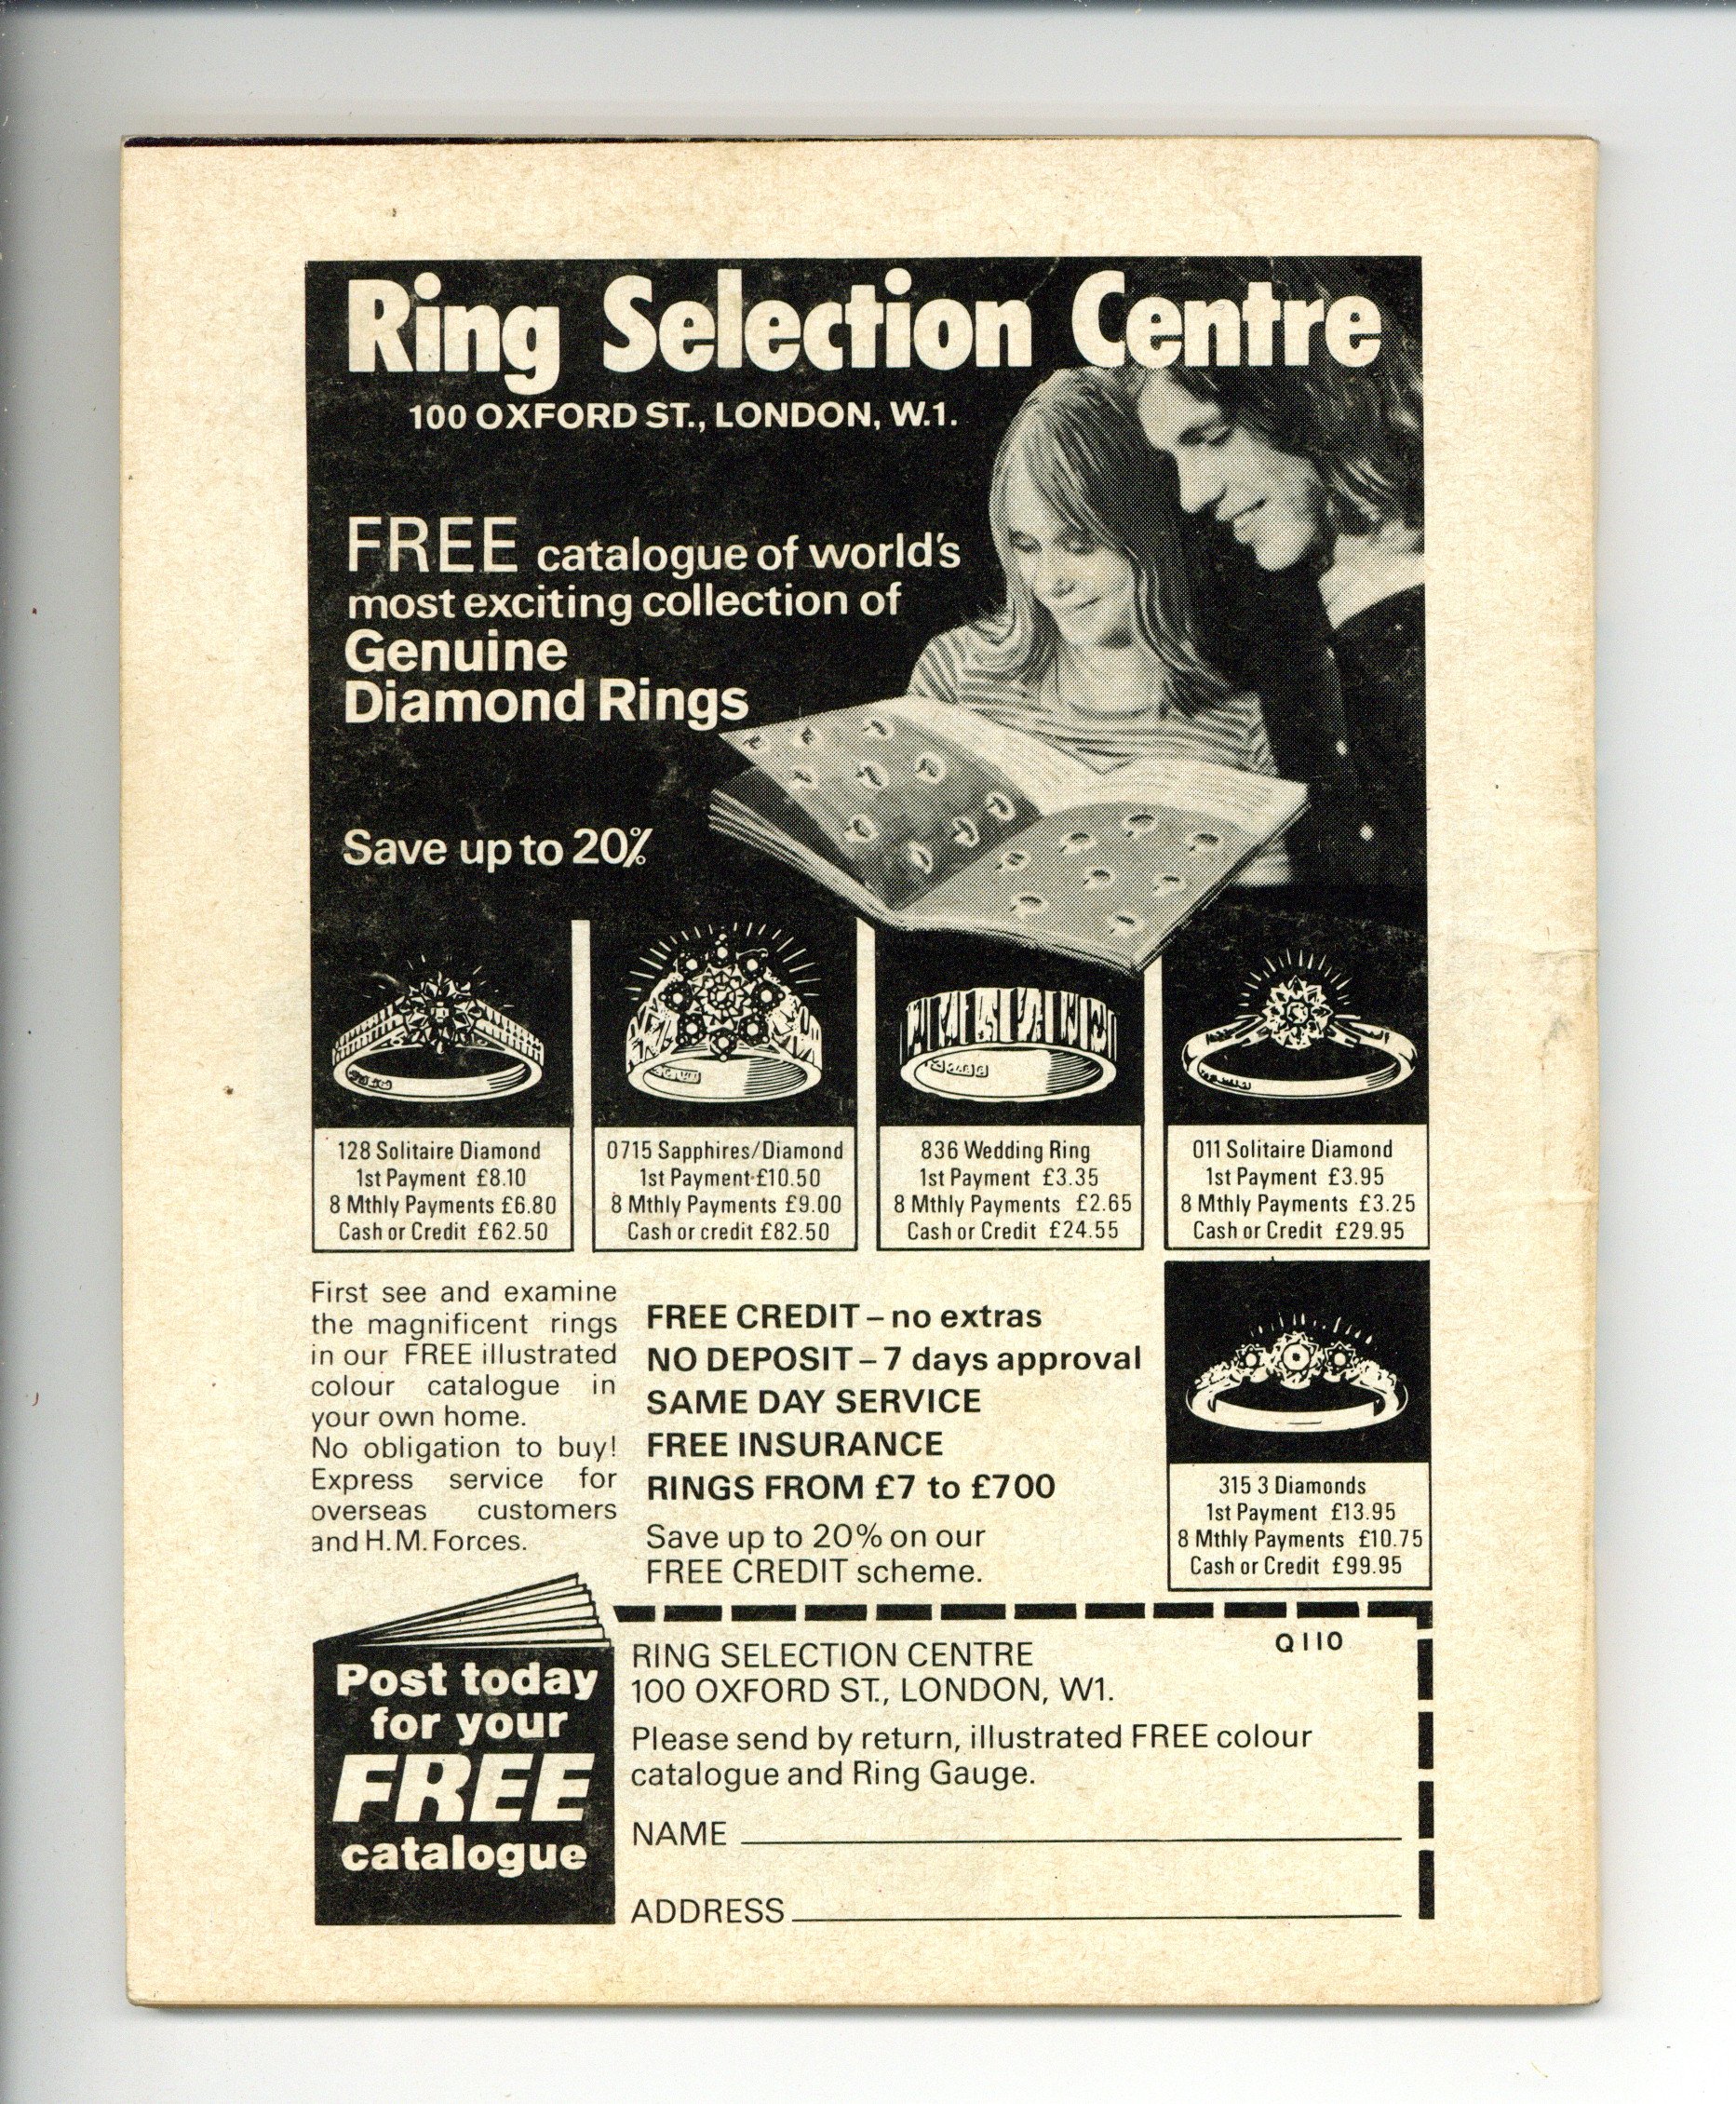 Ring Selection Centre
100 OXFORD ST., LONDON, W.1.
FREE catalogue of world's
most exciting collection of
Genuine
Diamond Rings
Save up to 20%
128 Solitaire Diamond
1st Payment £8.10
8 Mthly Payments £6.80
Cash or Credit £62.50
0715 Sapphires/Diamond
1st Payment £10.50
8 Mthly Payments £9.00
Cash or credit £82.50
836 Wedding Ring
1st Payment £3.35
8 Mthly Payments £2.65
Cash or Credit £24.55
011 Solitaire Diamond
1st Payment £3.95
8 Mthly Payments £3.25
Cash or Credit £29.95
First see and examine
the magnificent rings
in our FREE illustrated
colour catalogue in
your own home.
No obligation to buy!
Express service for
overseas customers
and H.M. Forces.
FREE CREDIT – no extras
NO DEPOSIT – 7 days approval
SAME DAY SERVICE
FREE INSURANCE
RINGS FROM £7 to £700
Save up to 20% on our
FREE CREDIT scheme.
315 3 Diamonds
1st Payment £13.95
8 Mthly Payments £10.75
Cash or Credit £99.95
Post today
for your
FREE
catalogue
RING SELECTION CENTRE
Q110
100 OXFORD ST., LONDON, W1.
Please send by return, illustrated FREE colour
catalogue and Ring Gauge.
NAME
ADDRESS